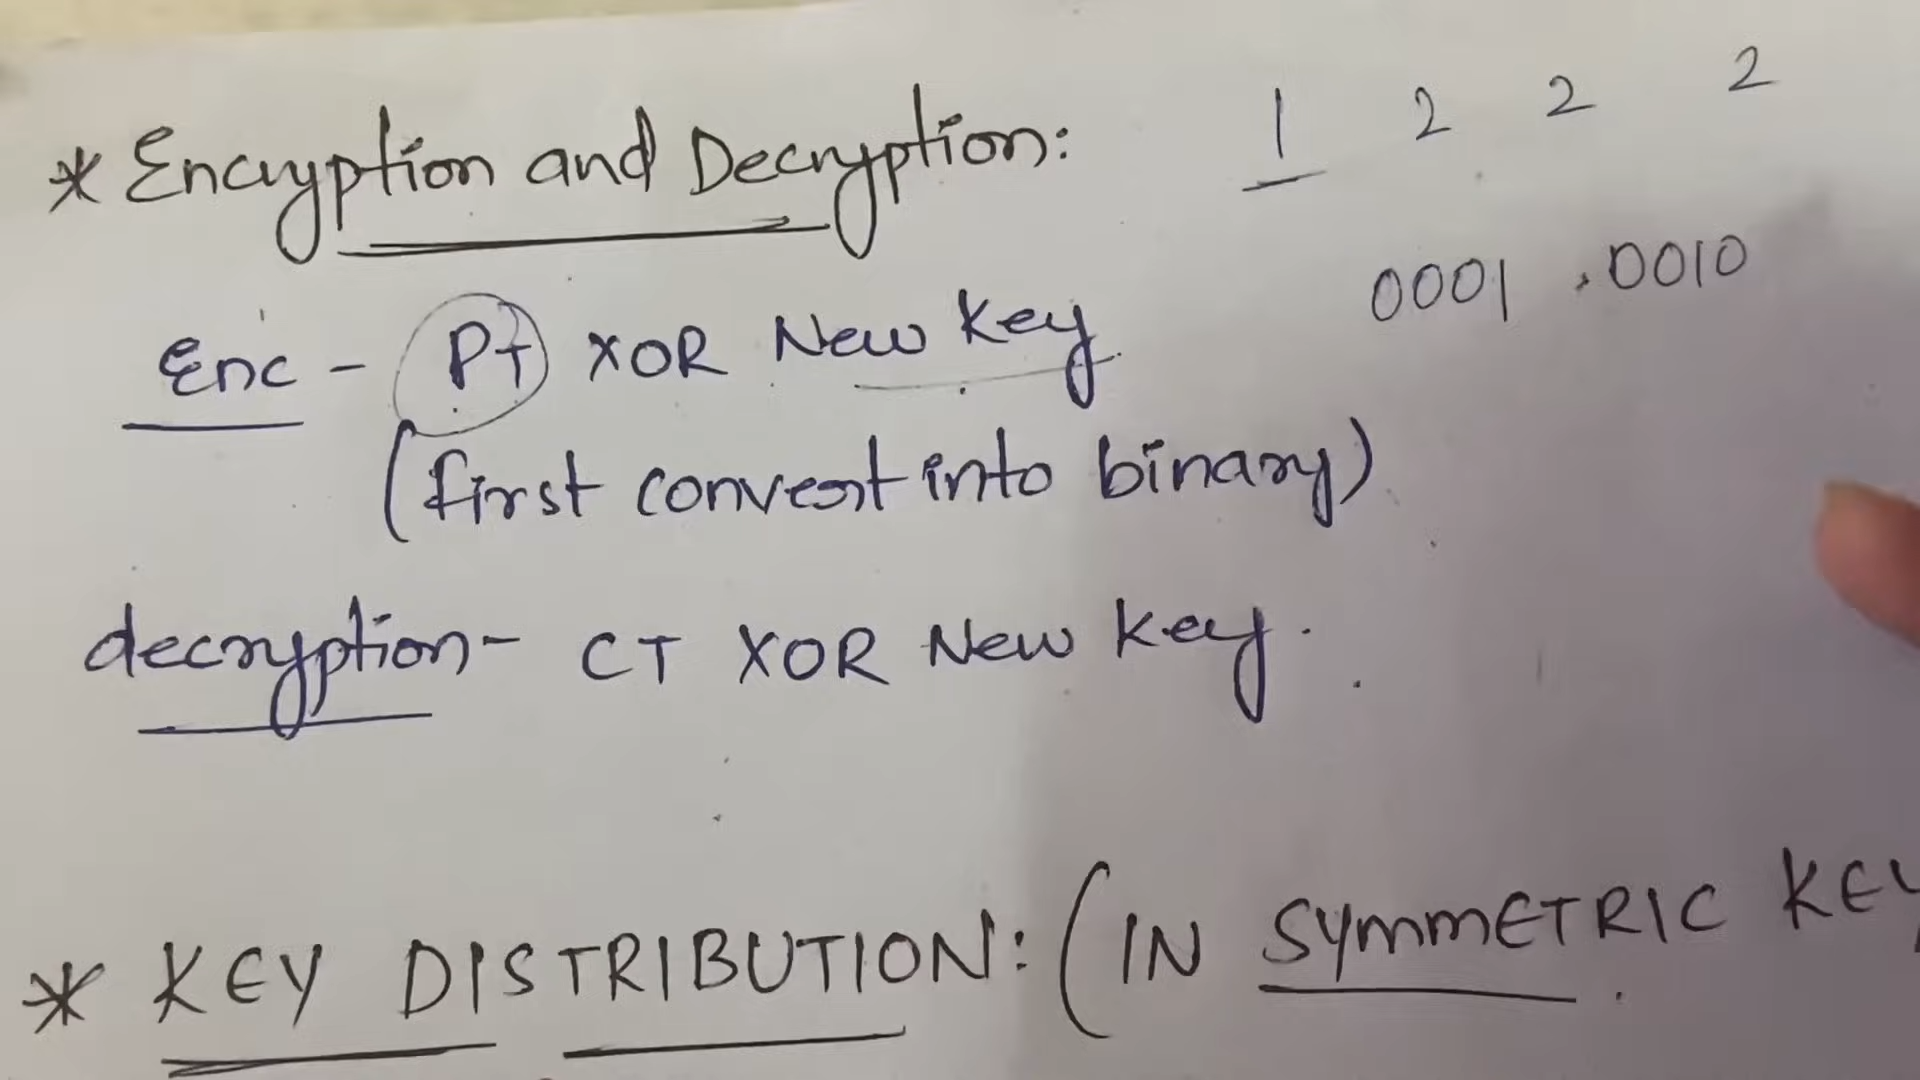 * Encryption and Decryption:
1 2 2 2
0001 .0010
Enc - PT XOR New Key
(first convert into binary)
decryption - CT XOR New Key.
* KEY DISTRIBUTION: (IN SYMMETRIC KEY